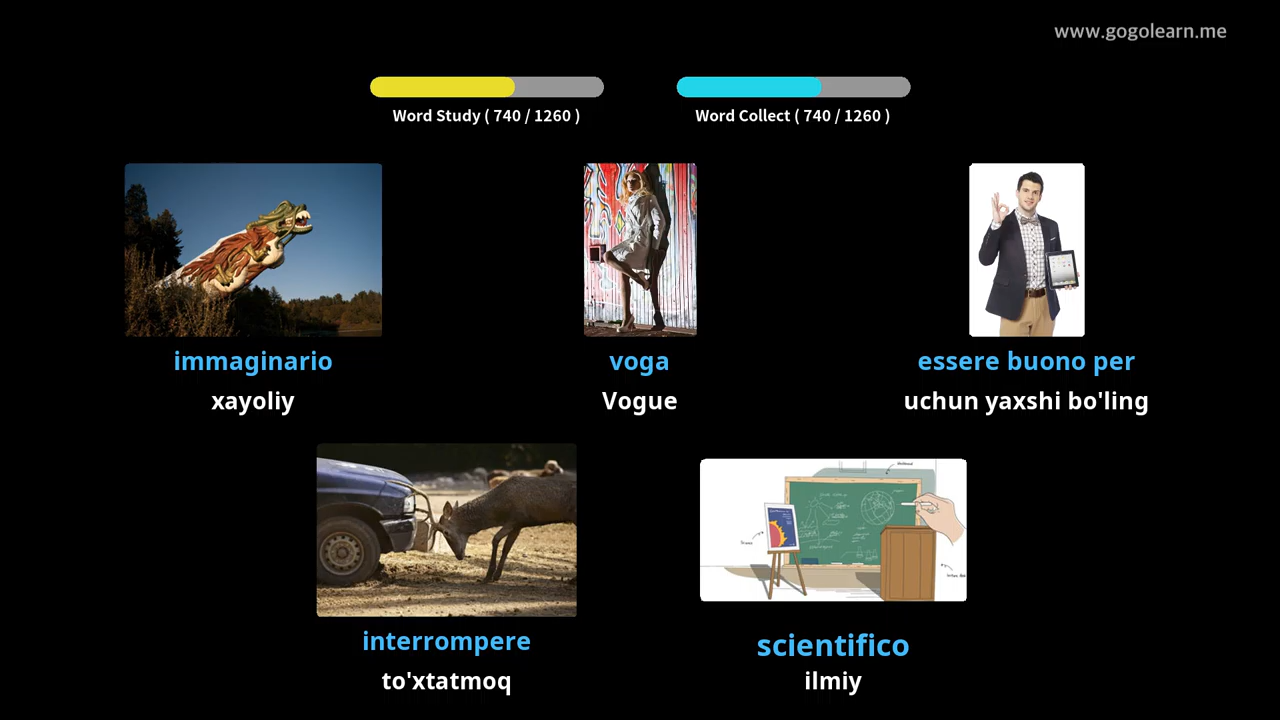 www.gogolearn.me
Word Study ( 740 / 1260 )
Word Collect ( 740 / 1260 )
immaginario
voga
essere buono per
xayoliy
Vogue
uchun yaxshi bo'ling
interrompere
scientifico
to'xtatmoq
ilmiy